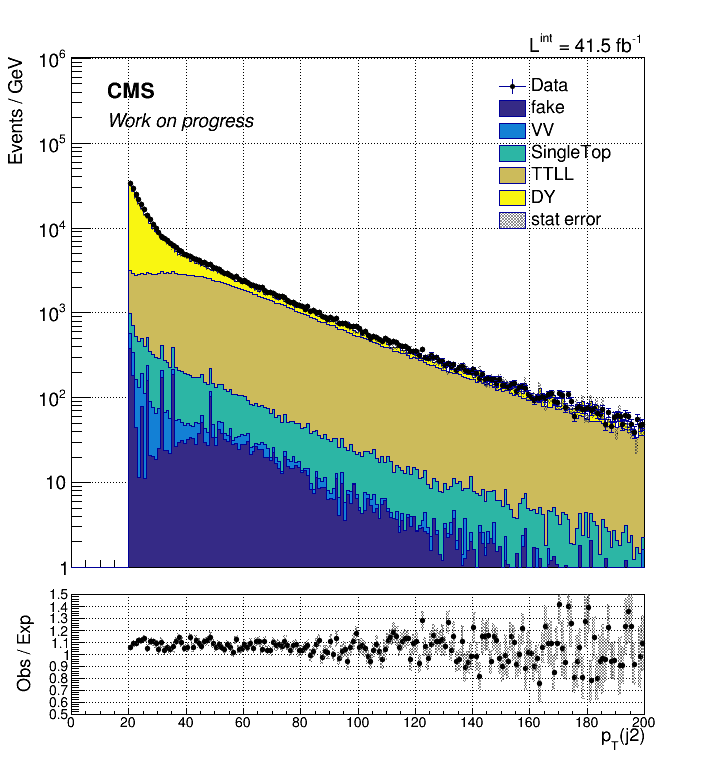 L^int = 41.5 fb^-1
10^6
10^5
10^4
10^3
10^2
10
1
Events / GeV
CMS
Work on progress
Data
fake
VV
SingleTop
TTLL
DY
stat error
1.5
1.4
1.3
1.2
1.1
1
0.9
0.8
0.7
0.6
0.5
Obs / Exp
0 20 40 60 80 100 120 140 160 180 200
p_T(j2)